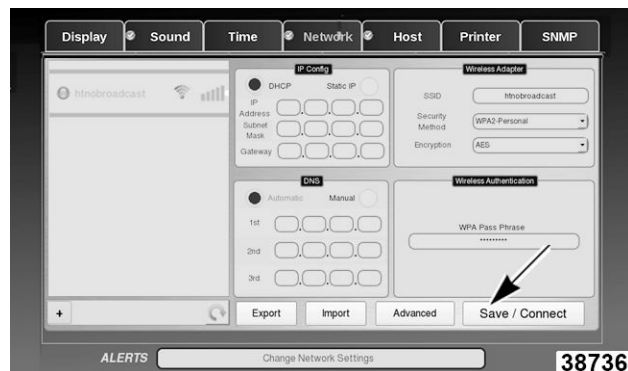 Display Sound Time Network Host Printer SNMP
htnobroadcast
IP Config
DHCP Static IP
IP Address
Subnet Mask
Gateway
DNS
Automatic Manual
1st
2nd
3rd
Wireless Adapter
SSID htnobroadcast
Security Method WPA2-Personal
Encryption AES
Wireless Authentication
WPA Pass Phrase
*********
+ Export Import Advanced Save / Connect
ALERTS Change Network Settings
38736